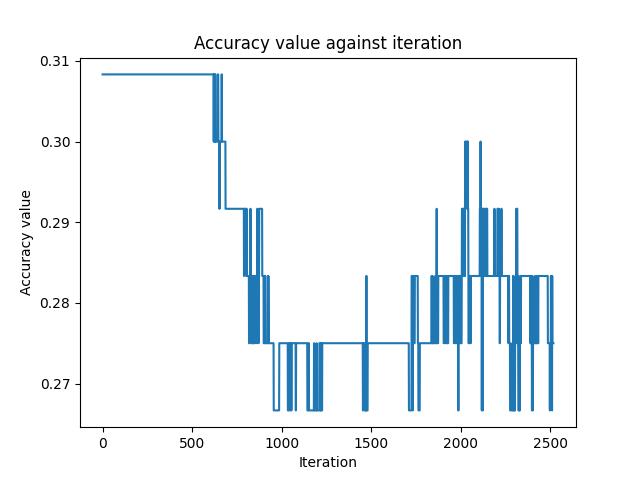 Accuracy value against iteration
0.31
0.30
0.29
0.28
0.27
Accuracy value
0 500 1000 1500 2000 2500
Iteration